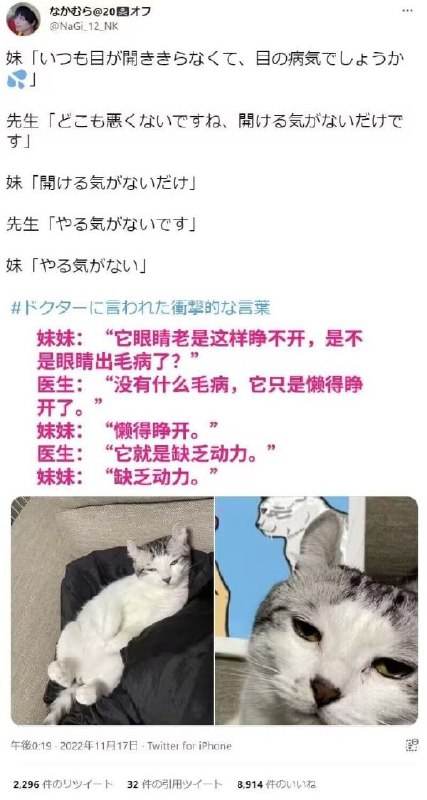 なかむら@20オフ
@NaGi_12_NK
妹「いつも目が開ききらなくて、目の病気でしょうか
💦」
先生「どこも悪くないですね、開ける気がないだけで
す」
妹「開ける気がないだけ」
先生「やる気がないです」
妹「やる気がない」
#ドクターに言われた衝撃的な言葉
妹妹：“它眼睛老是这样睁不开，是不
是眼睛出毛病了？”
医生：“没有什么毛病，它只是懒得睁
开了。”
妹妹：“懒得睁开。”
医生：“它就是缺乏动力。”
妹妹：“缺乏动力。”
午後0:19 · 2022年11月17日 · Twitter for iPhone
2,296 件のリツイート 32 件の引用ツイート 8,914 件のいいね